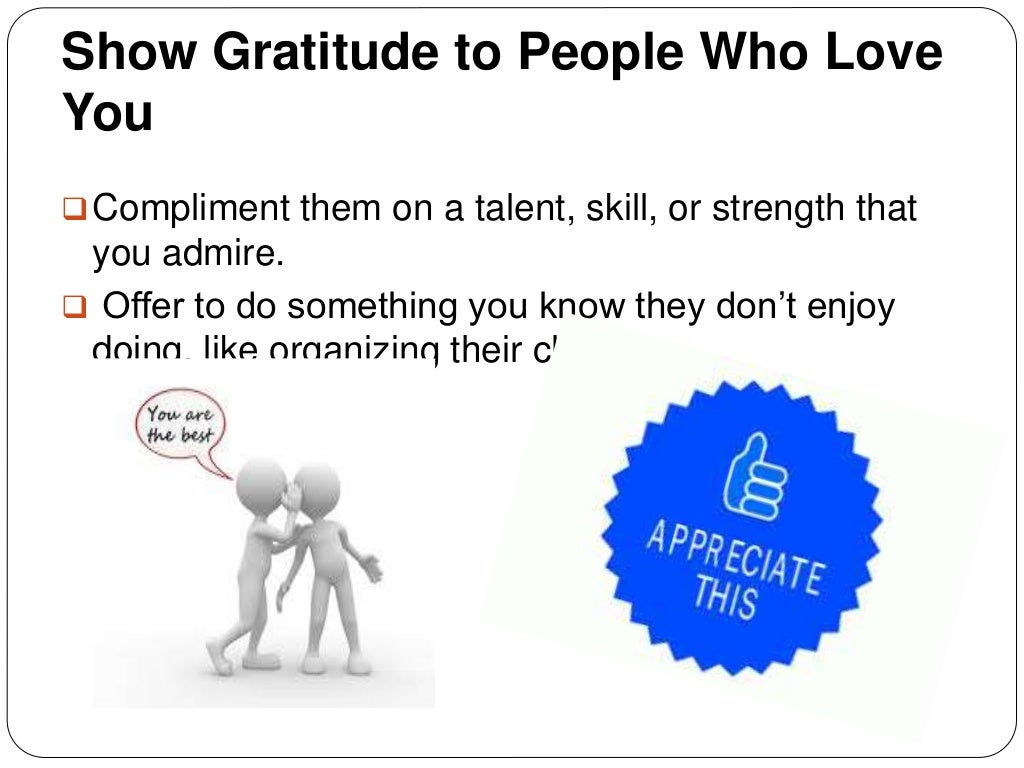 Show Gratitude to People Who Love
You
Compliment them on a talent, skill, or strength that
you admire.
Offer to do something you know they don’t enjoy
doing, like organizing their
You are
the best
APPRECIATE
THIS